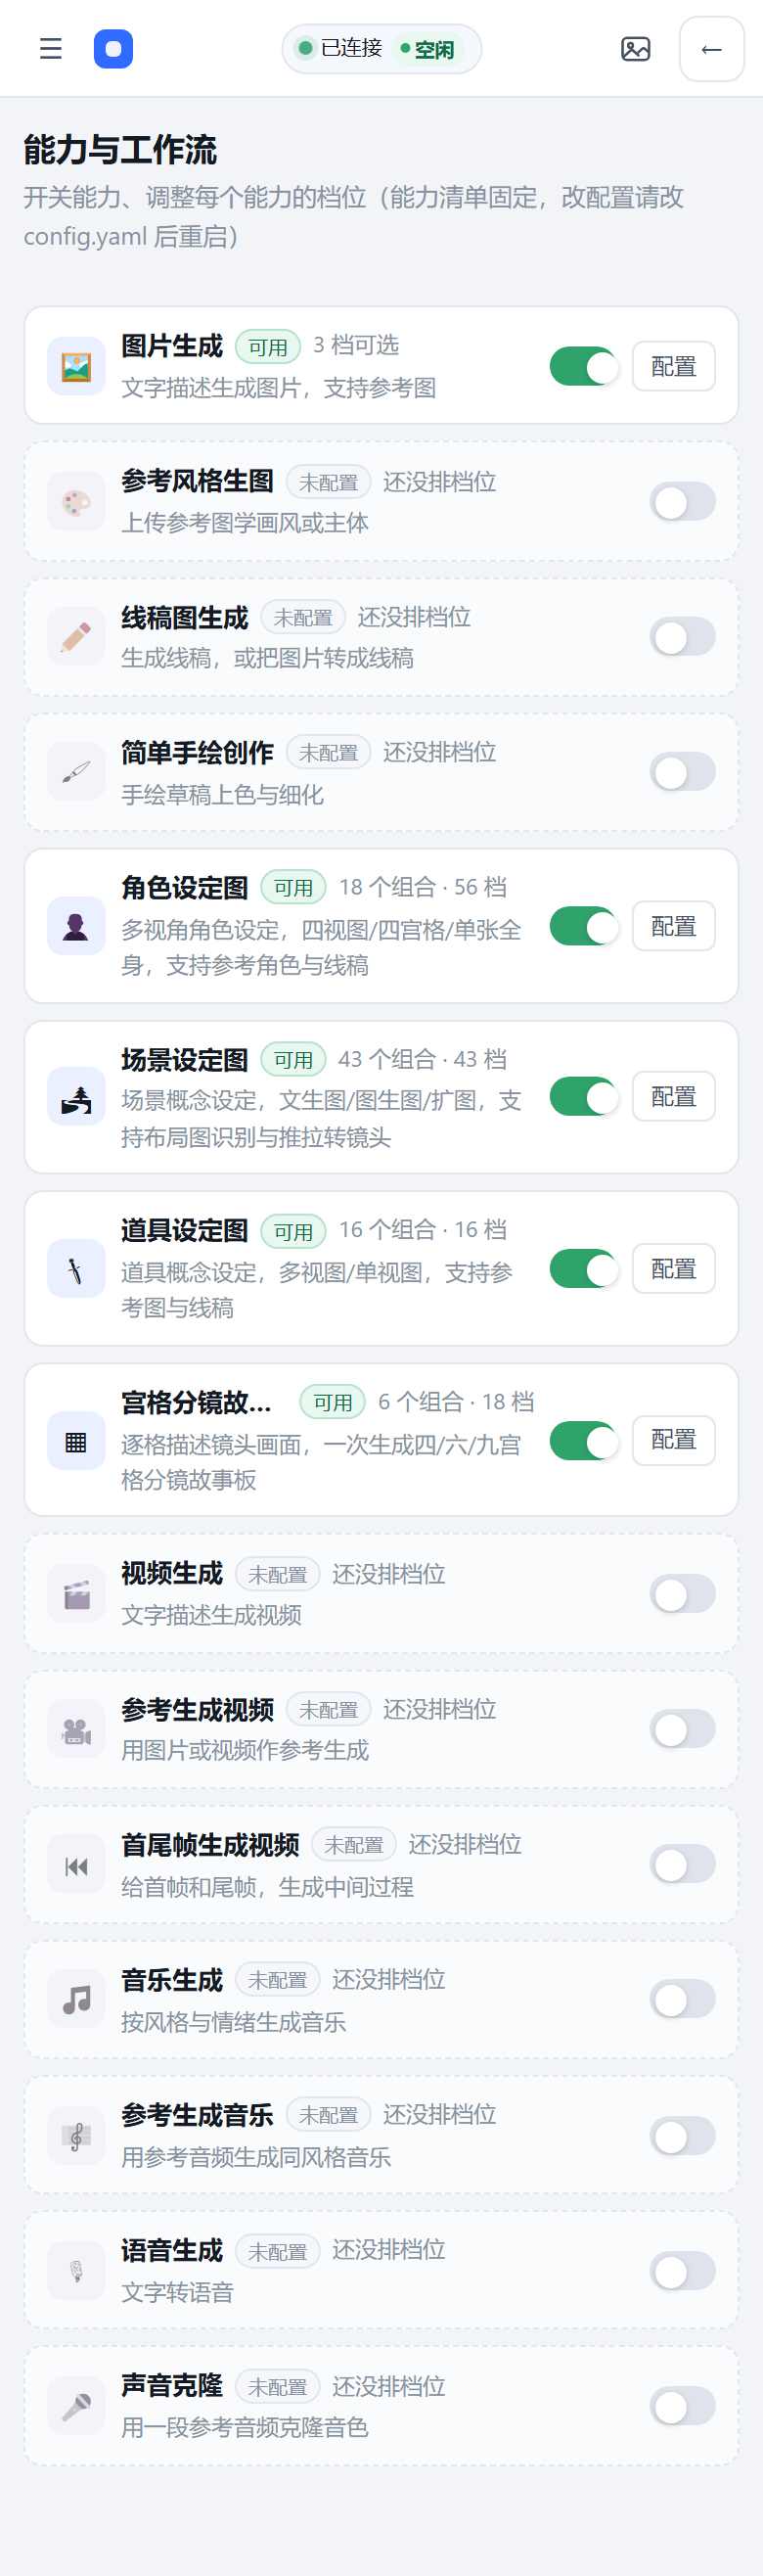 已连接 空闲
能力与工作流
开关能力、调整每个能力的档位（能力清单固定，改配置请改
config.yaml 后重启）
图片生成 可用 3 档可选
文字描述生成图片，支持参考图
配置
参考风格生图 未配置 还没排档位
上传参考图学画风或主体
线稿图生成 未配置 还没排档位
生成线稿，或把图片转成线稿
简单手绘创作 未配置 还没排档位
手绘草稿上色与细化
角色设定图 可用 18 个组合 · 56 档
多视角角色设定，四视图/四宫格/单张全
身，支持参考角色与线稿
配置
场景设定图 可用 43 个组合 · 43 档
场景概念设定，文生图/图生图/扩图，支
持布局图识别与推拉转镜头
配置
道具设定图 可用 16 个组合 · 16 档
道具概念设定，多视图/单视图，支持参
考图与线稿
配置
宫格分镜故... 可用 6 个组合 · 18 档
逐格描述镜头画面，一次生成四/六/九宫
格分镜故事板
配置
视频生成 未配置 还没排档位
文字描述生成视频
参考生成视频 未配置 还没排档位
用图片或视频作参考生成
首尾帧生成视频 未配置 还没排档位
给首帧和尾帧，生成中间过程
音乐生成 未配置 还没排档位
按风格与情绪生成音乐
参考生成音乐 未配置 还没排档位
用参考音频生成同风格音乐
语音生成 未配置 还没排档位
文字转语音
声音克隆 未配置 还没排档位
用一段参考音频克隆音色